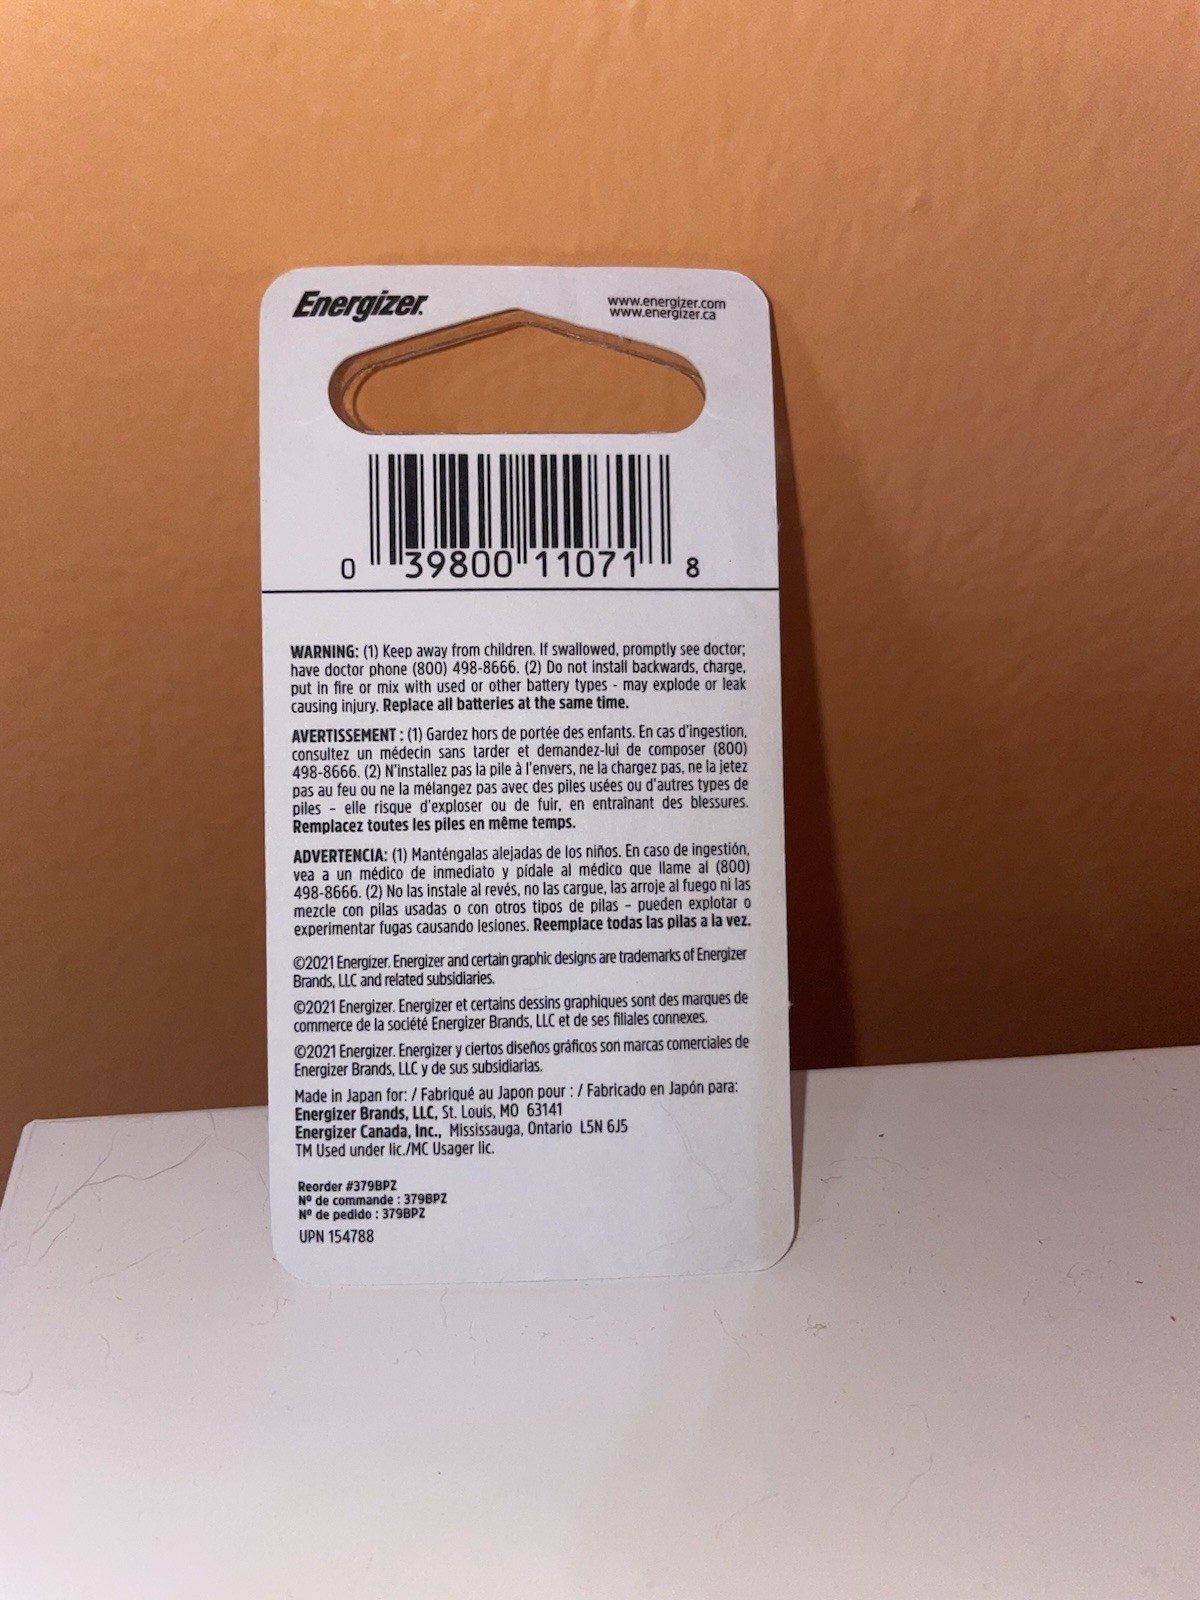 Energizer.
www.energizer.com
www.energizer.ca
0 39800 11071 8
WARNING: (1) Keep away from children. If swallowed, promptly see doctor;
have doctor phone (800) 498-8666. (2) Do not install backwards, charge,
put in fire or mix with used or other battery types - may explode or leak
causing injury. Replace all batteries at the same time.
AVERTISSEMENT : (1) Gardez hors de portée des enfants. En cas d'ingestion,
consultez un médecin sans tarder et demandez-lui de composer (800)
498-8666. (2) N'installez pas la pile à l'envers, ne la chargez pas, ne la jetez
pas au feu ou ne la mélangez pas avec des piles usées ou d'autres types de
piles – elle risque d'exploser ou de fuir, en entraînant des blessures.
Remplacez toutes les piles en même temps.
ADVERTENCIA: (1) Manténgalas alejadas de los niños. En caso de ingestión,
vea a un médico de inmediato y pídale al médico que llame al (800)
498-8666. (2) No las instale al revés, no las cargue, las arroje al fuego ni las
mezcle con pilas usadas o con otros tipos de pilas – pueden explotar o
experimentar fugas causando lesiones. Reemplace todas las pilas a la vez.
©2021 Energizer. Energizer and certain graphic designs are trademarks of Energizer
Brands, LLC and related subsidiaries.
©2021 Energizer. Energizer et certains dessins graphiques sont des marques de
commerce de la société Energizer Brands, LLC et de ses filiales connexes.
©2021 Energizer. Energizer y ciertos diseños gráficos son marcas comerciales de
Energizer Brands, LLC y de sus subsidiarias.
Made in Japan for: / Fabriqué au Japon pour : / Fabricado en Japón para:
Energizer Brands, LLC, St. Louis, MO 63141
Energizer Canada, Inc., Mississauga, Ontario L5N 6J5
TM Used under lic./MC Usager lic.
Reorder #379BPZ
Nº de commande : 379BPZ
Nº de pedido : 379BPZ
UPN 154788